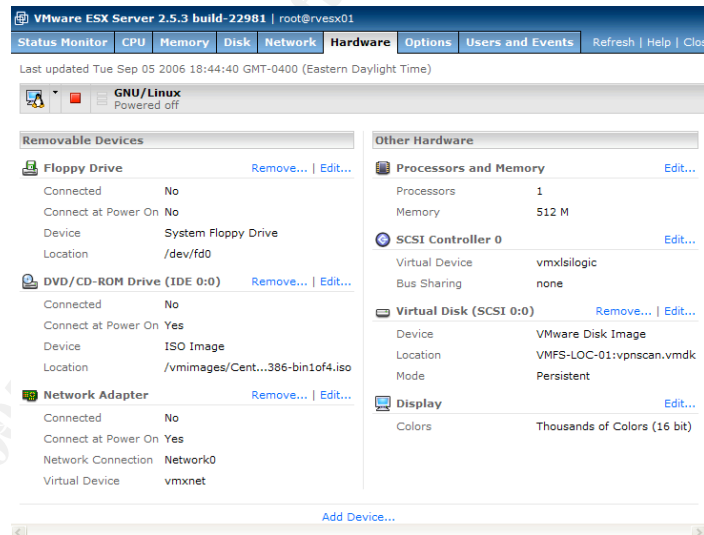 VMware ESX Server 2.5.3 build-22981 | root@rvesx01
Status Monitor CPU Memory Disk Network Hardware Options Users and Events Refresh | Help | Clos
Last updated Tue Sep 05 2006 18:44:40 GMT-0400 (Eastern Daylight Time)
GNU/Linux
Powered off
Removable Devices
Floppy Drive Remove... | Edit...
Connected No
Connect at Power On No
Device System Floppy Drive
Location /dev/fd0
DVD/CD-ROM Drive (IDE 0:0) Remove... | Edit...
Connected No
Connect at Power On Yes
Device ISO Image
Location /vmimages/Cent...386-bin1of4.iso
Network Adapter Remove... | Edit...
Connected No
Connect at Power On Yes
Network Connection Network0
Virtual Device vmxnet
Other Hardware
Processors and Memory Edit...
Processors 1
Memory 512 M
SCSI Controller 0 Edit...
Virtual Device vmxlsilogic
Bus Sharing none
Virtual Disk (SCSI 0:0) Remove... | Edit...
Device VMware Disk Image
Location VMFS-LOC-01:vpnscan.vmdk
Mode Persistent
Display Edit...
Colors Thousands of Colors (16 bit)
Add Device...